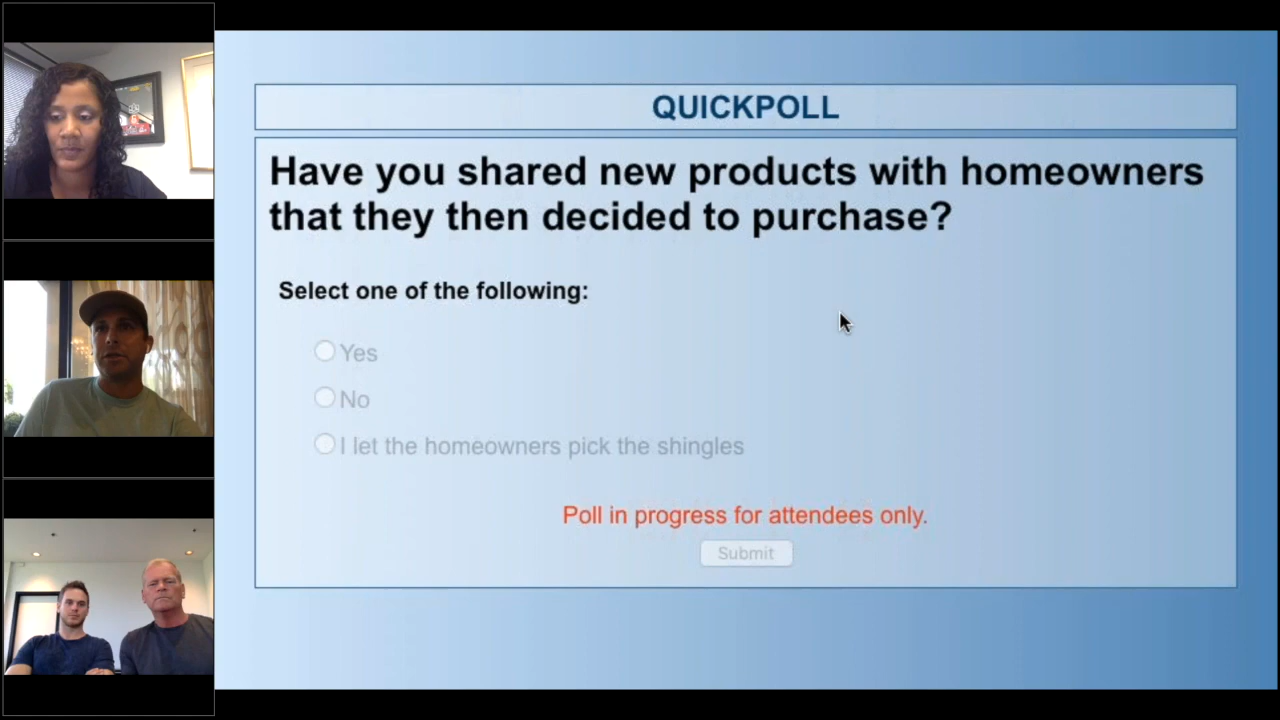 QUICKPOLL
Have you shared new products with homeowners
that they then decided to purchase?
Select one of the following:
Yes
No
I let the homeowners pick the shingles
Poll in progress for attendees only.
Submit